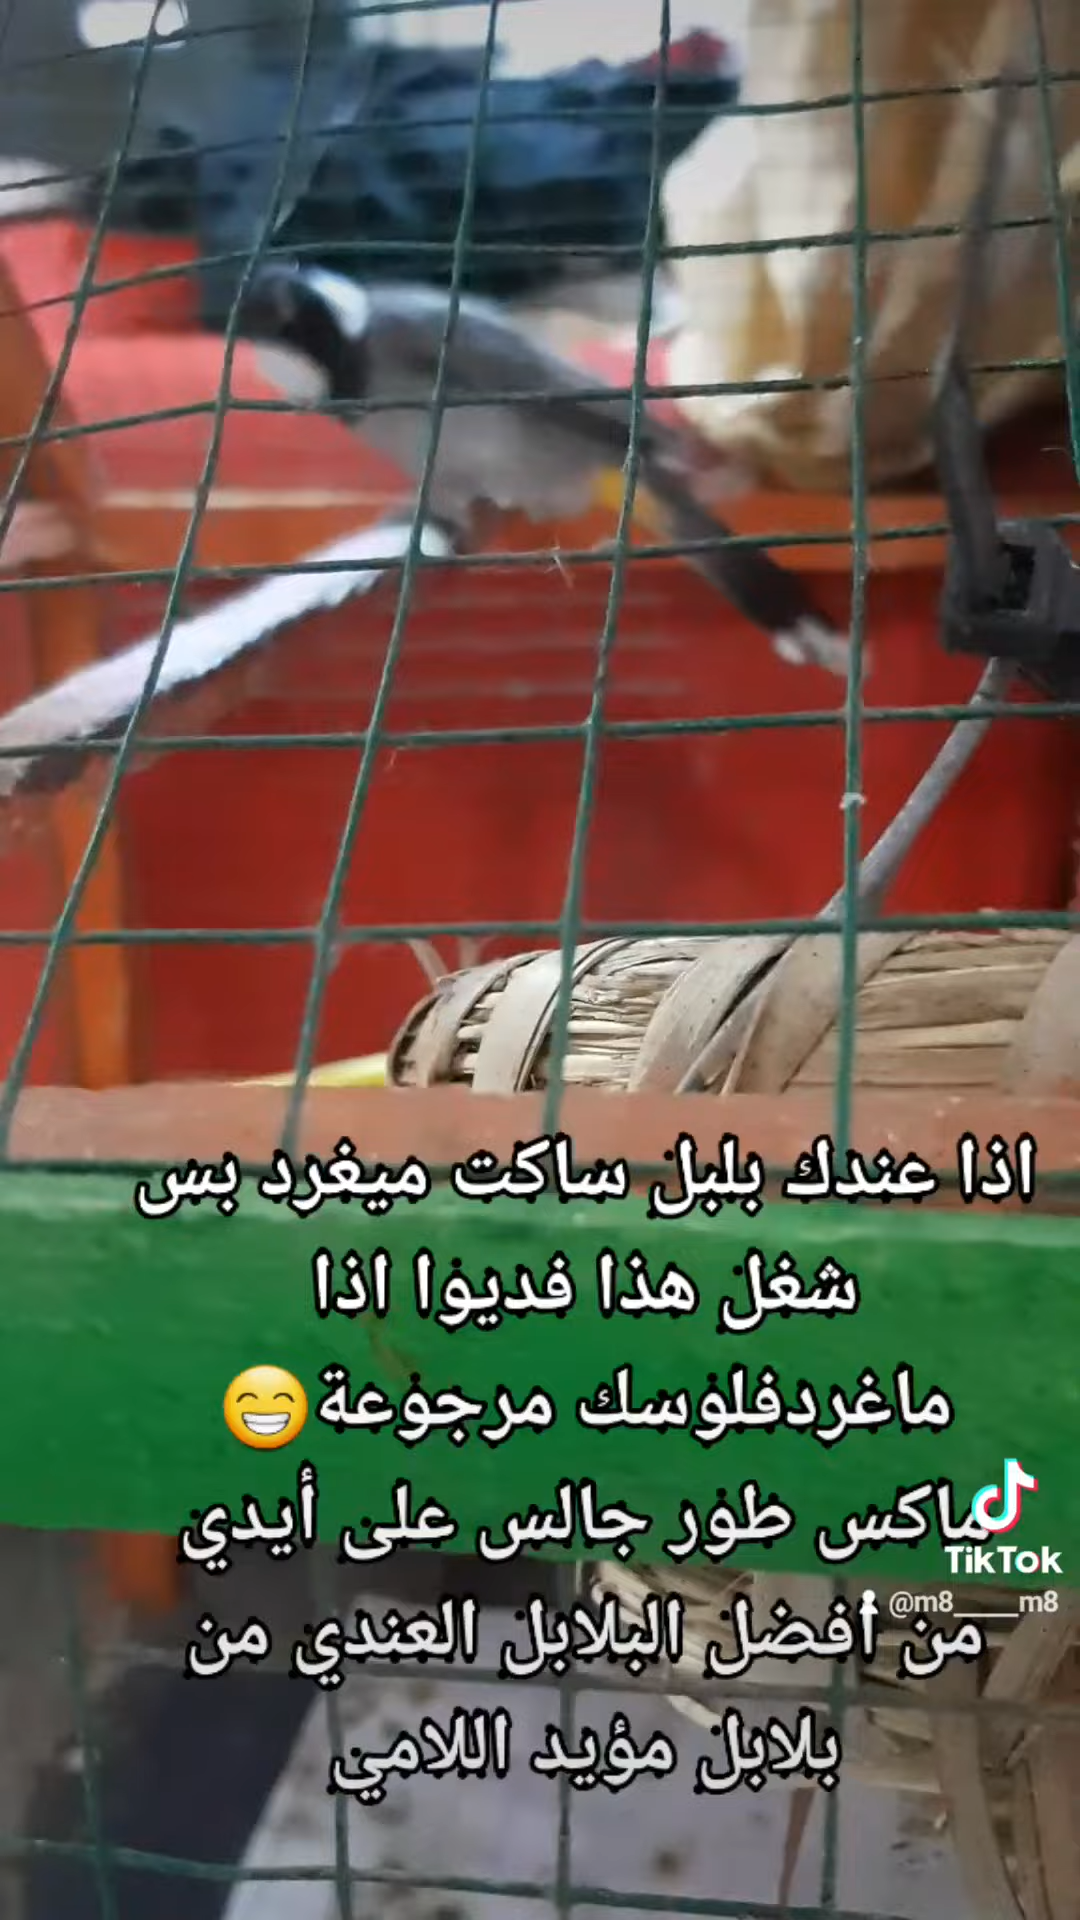 اذا عندك بلبل ساكت ميغرد بس
شغل هذا فديوا اذا
ماغردفلوسك مرجوعة😁
ماكس طور جالس على أيدي
من أفضل البلابل العندي من
بلابل مؤيد اللامي
TikTok
@m8____m8